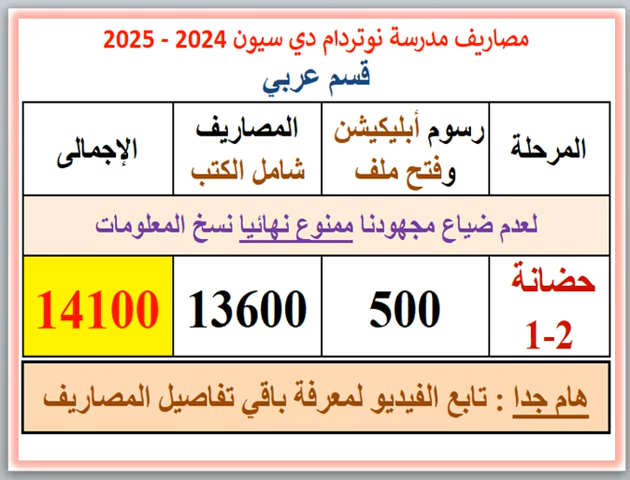 مصاريف مدرسة نوتردام دي سيون 2024 - 2025
قسم عربي
المرحلة
رسوم أبليكيشن
وفتح ملف
المصاريف
شامل الكتب
الإجمالى
لعدم ضياع مجهودنا ممنوع نهائيا نسخ المعلومات
حضانة
1-2
500
13600
14100
هام جدا : تابع الفيديو لمعرفة باقي تفاصيل المصاريف